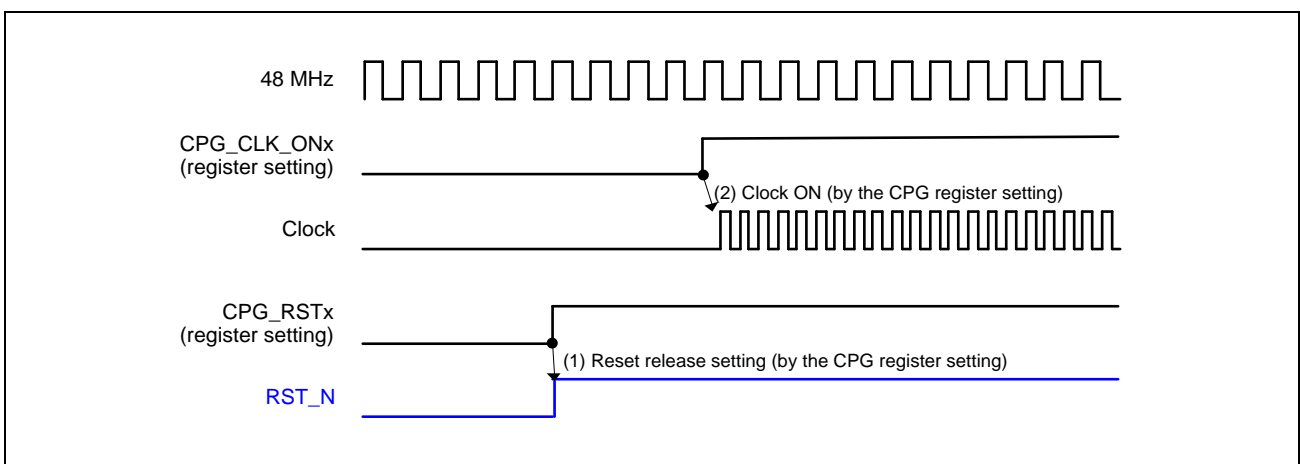 48 MHz
CPG_CLK_ONx
(register setting)
(2) Clock ON (by the CPG register setting)
Clock
CPG_RSTx
(register setting)
(1) Reset release setting (by the CPG register setting)
RST_N